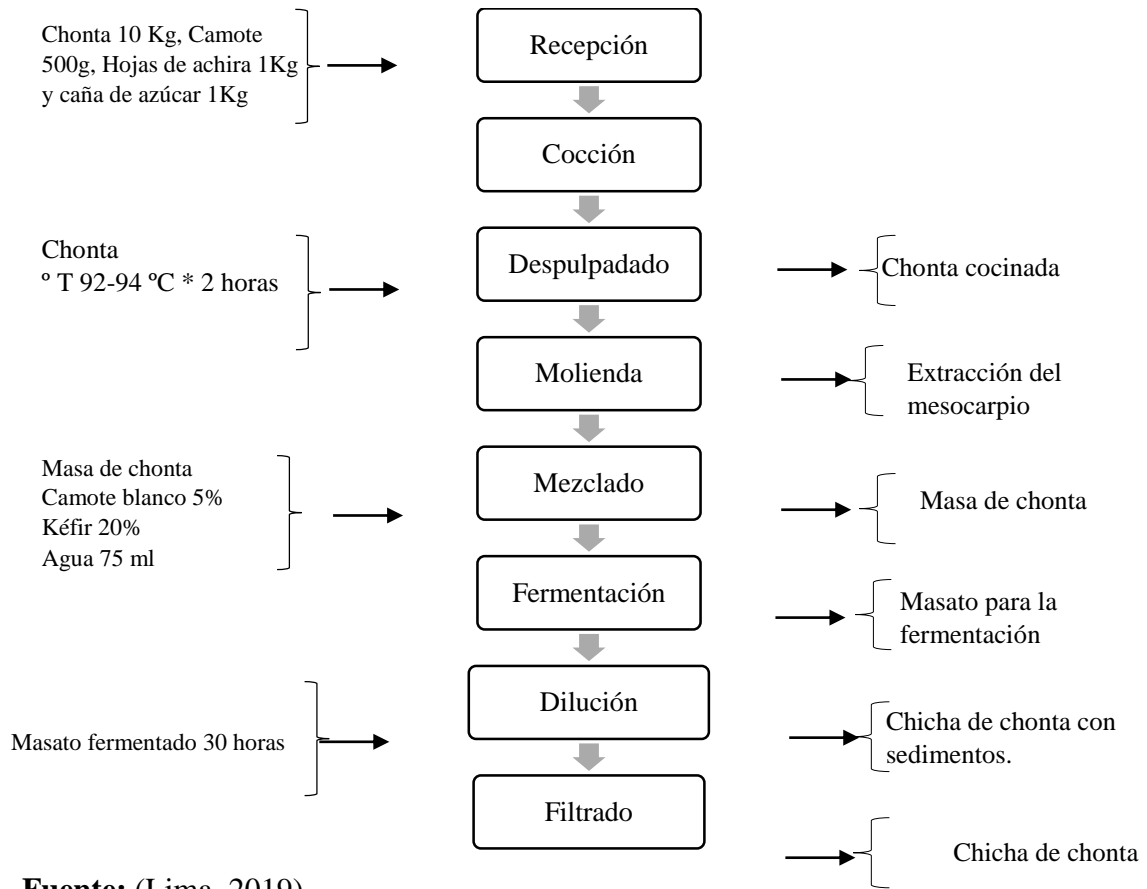 Chonta 10 Kg, Camote
500g, Hojas de achira 1Kg
y caña de azúcar 1Kg
Recepción
Cocción
Chonta
º T 92-94 ºC * 2 horas
Despulpadado
Chonta cocinada
Molienda
Extracción del
mesocarpio
Masa de chonta
Camote blanco 5%
Kéfir 20%
Agua 75 ml
Mezclado
Masa de chonta
Fermentación
Masato para la
fermentación
Dilución
Masato fermentado 30 horas
Chicha de chonta con
sedimentos.
Filtrado
Chicha de chonta
Fuente: (Lima, 2019)